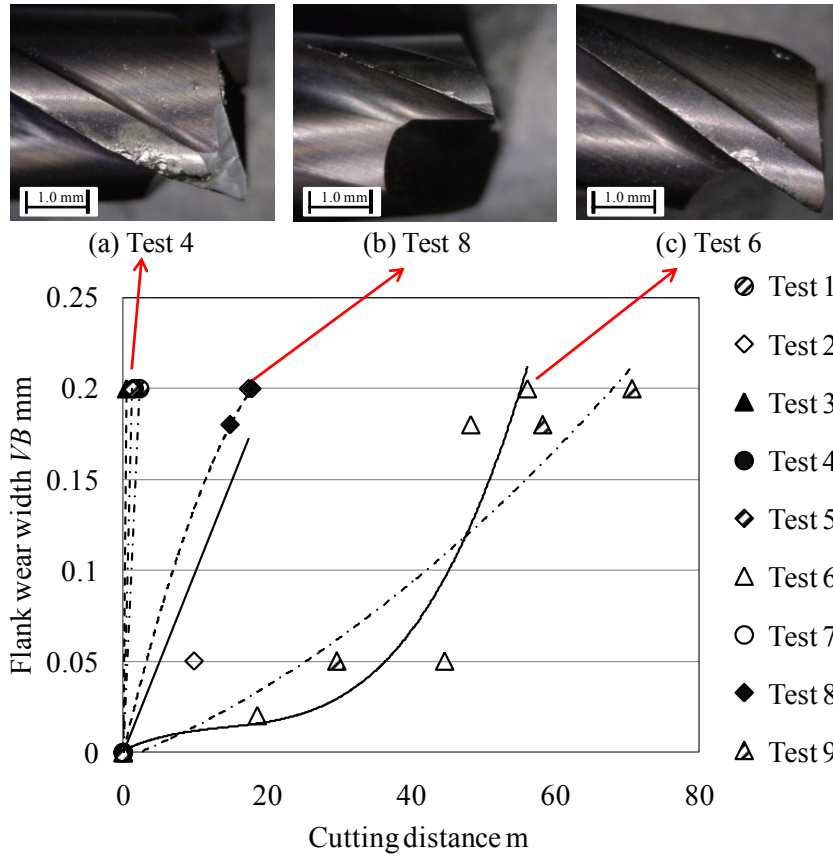 1.0 mm
1.0 mm
1.0 mm
(a) Test 4
(b) Test 8
(c) Test 6
Flank wear width VB mm
0.25
0.2
0.15
0.1
0.05
0
0
20
40
60
80
Cutting distance m
Test 1
Test 2
Test 3
Test 4
Test 5
Test 6
Test 7
Test 8
Test 9